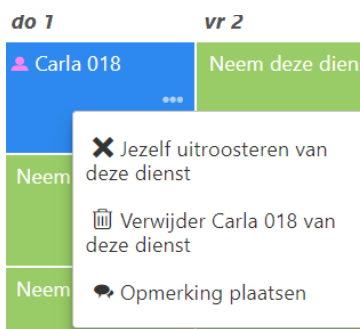 do 1 vr 2
Carla 018 Neem deze dien
Jezelf uitroosteren van
deze dienst
Neem
Verwijder Carla 018 van
deze dienst
Neem
Opmerking plaatsen